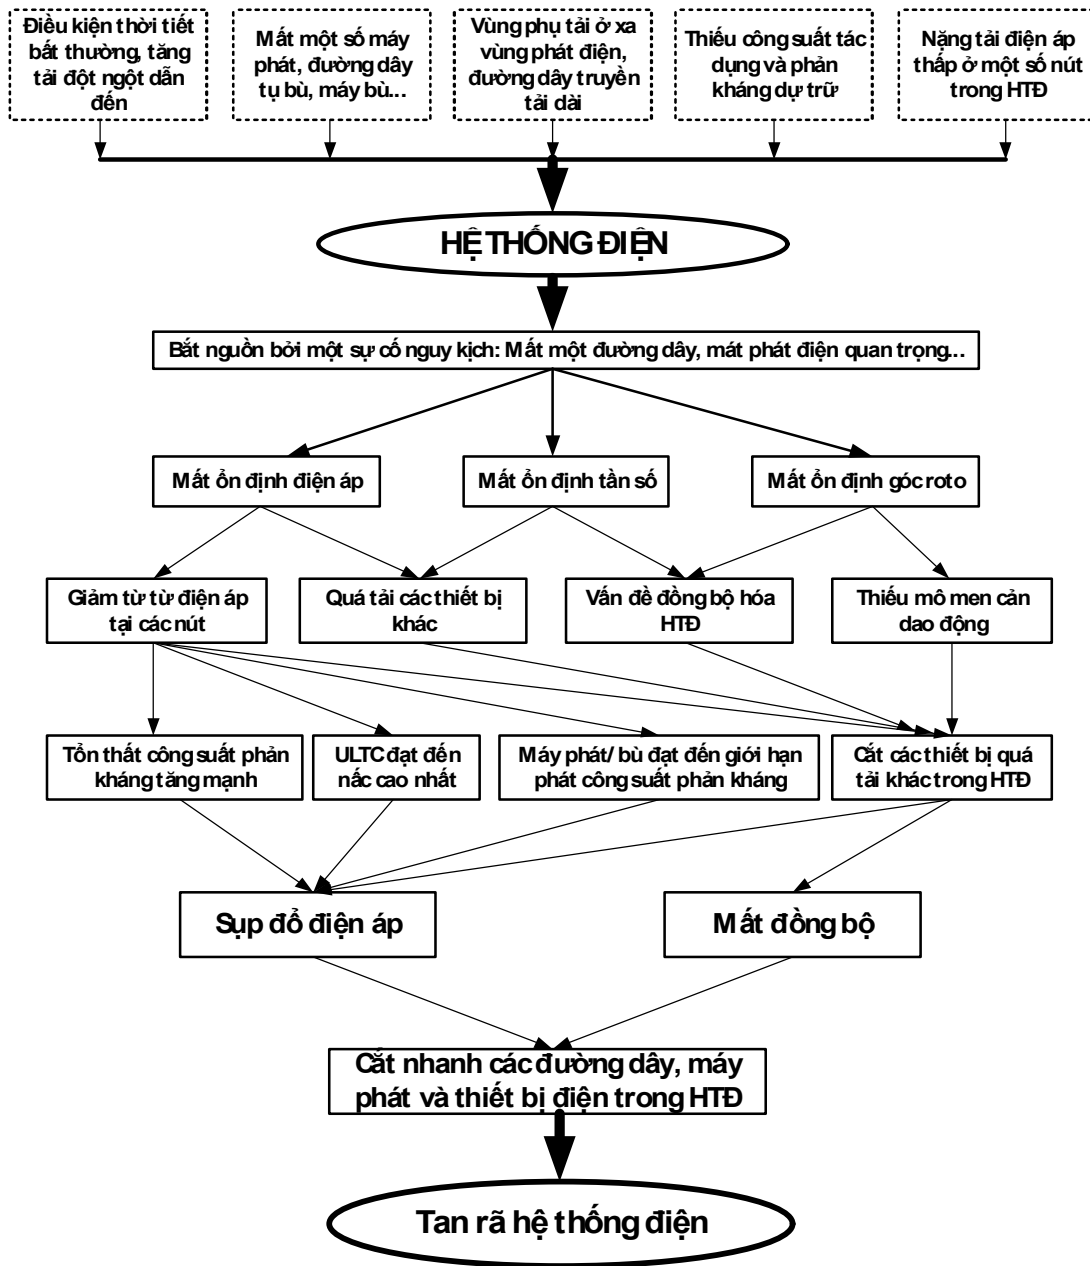 Điều kiện thời tiết
bất thường, tăng
tải đột ngột dẫn
đến
Mất một số máy
phát, đường dây
tụ bù, máy bù...
Vùng phụ tải ở xa
vùng phát điện,
đường dây truyền
tải dài
Thiếu công suất tác
dụng và phản
kháng dự trữ
Nặng tải điện áp
thấp ở một số nút
trong HTĐ
HỆ THỐNG ĐIỆN
Bắt nguồn bởi một sự cố nguy kịch: Mất một đường dây, mát phát điện quan trọng...
Mất ổn định điện áp
Mất ổn định tần số
Mất ổn định góc roto
Giảm từ từ điện áp
tại các nút
Quá tải các thiết bị
khác
Vấn đề đồng bộ hóa
HTĐ
Thiếu mô men cản
dao động
Tổn thất công suất phản
kháng tăng mạnh
ULTC đạt đến
nấc cao nhất
Máy phát/ bù đạt đến giới hạn
phát công suất phản kháng
Cắt các thiết bị quá
tải khác trong HTĐ
Sụp đổ điện áp
Mất đồng bộ
Cắt nhanh các đường dây, máy
phát và thiết bị điện trong HTĐ
Tan rã hệ thống điện